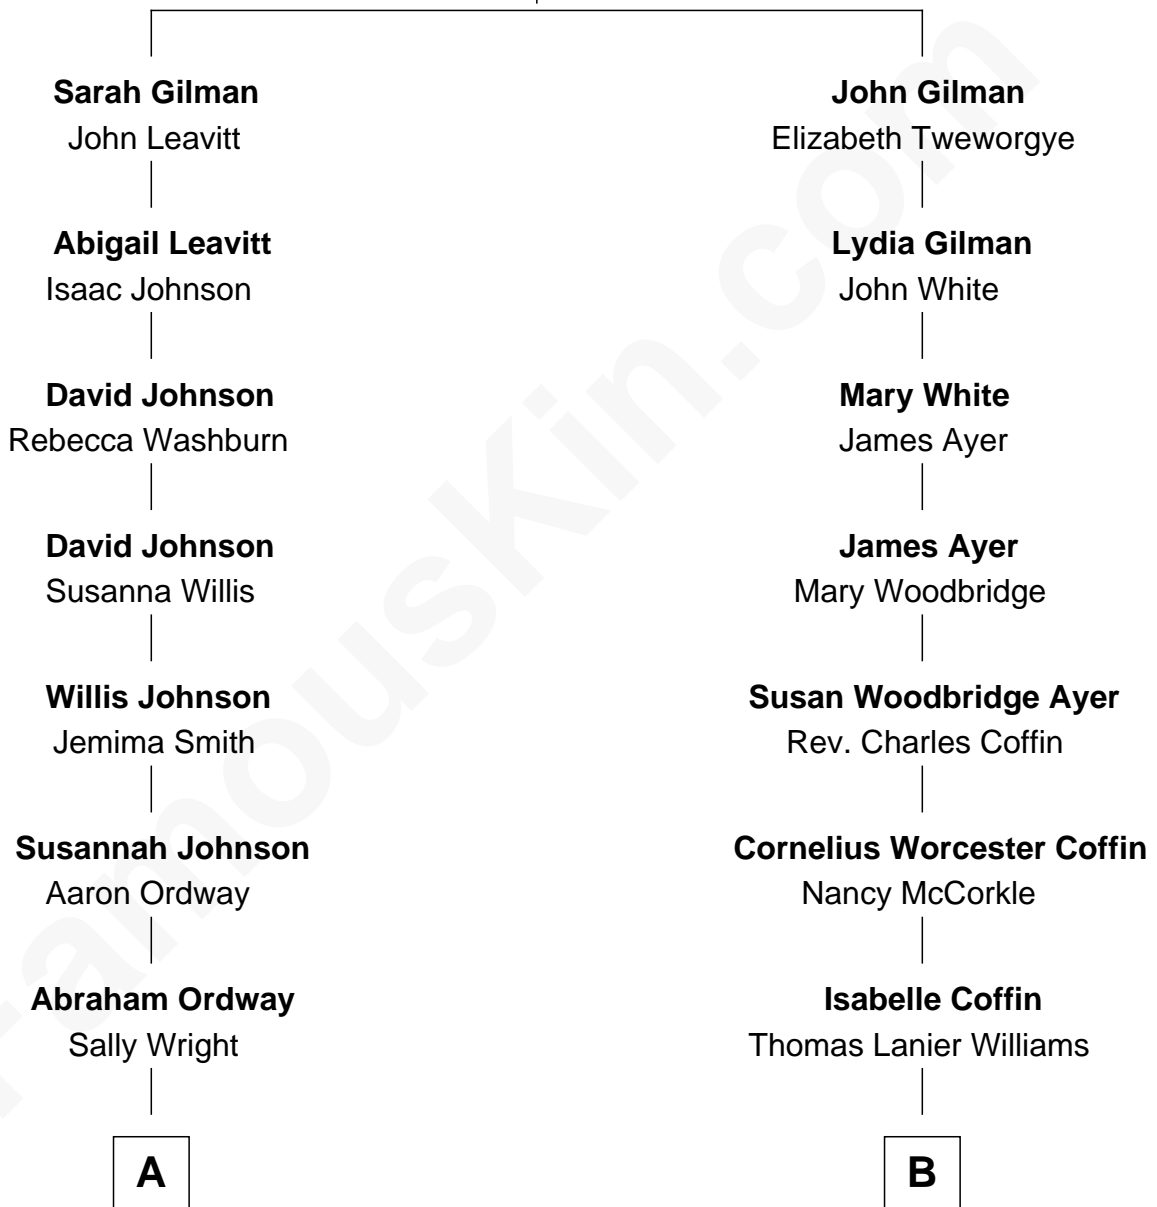 Sarah Gilman
John Leavitt
Abigail Leavitt
Isaac Johnson
David Johnson
Rebecca Washburn
David Johnson
Susanna Willis
Willis Johnson
Jemima Smith
Susannah Johnson
Aaron Ordway
Abraham Ordway
Sally Wright
A
John Gilman
Elizabeth Tweworgye
Lydia Gilman
John White
Mary White
James Ayer
James Ayer
Mary Woodbridge
Susan Woodbridge Ayer
Rev. Charles Coffin
Cornelius Worcester Coffin
Nancy McCorkle
Isabelle Coffin
Thomas Lanier Williams
B
FamousKin.com